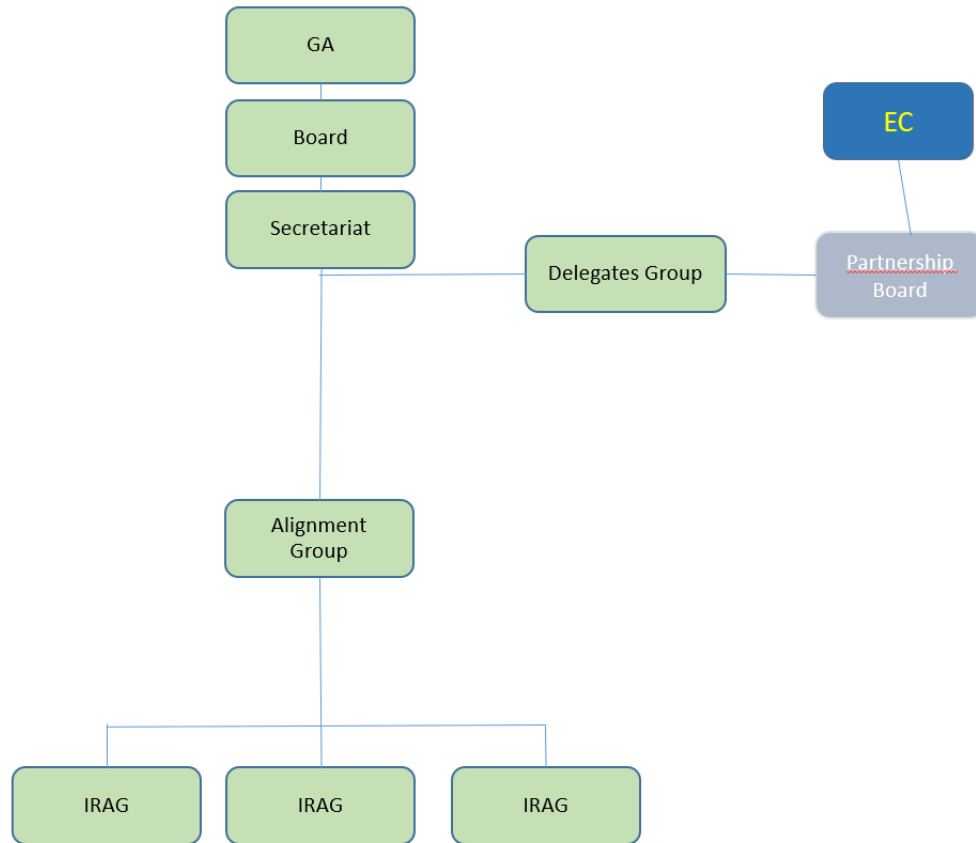 GA
EC
Board
Secretariat
Delegates Group
Partnership
Board
Alignment
Group
IRAG
IRAG
IRAG